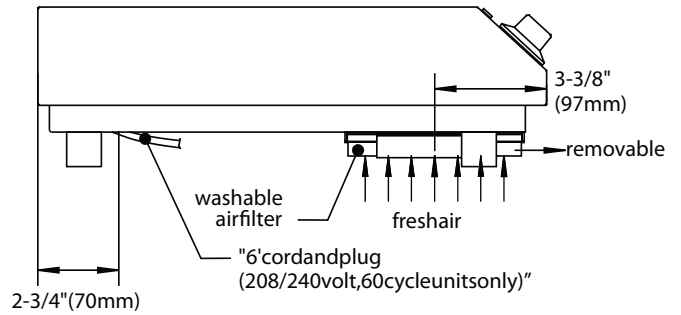 3-3/8"
(97mm)
removable
washable
airfilter
freshair
"6'cordandplug
(208/240volt,60cycleunitsonly)”
2-3/4"(70mm)